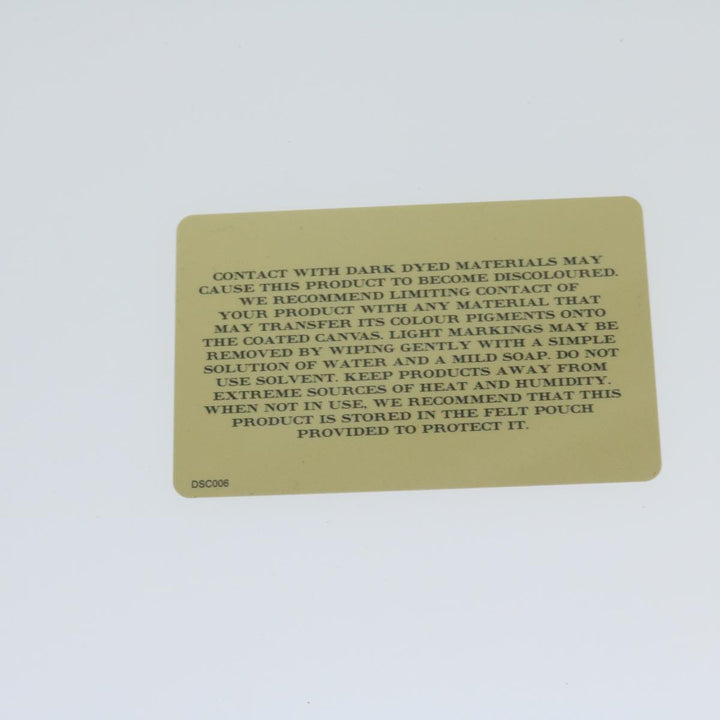 CONTACT WITH DARK DYED MATERIALS MAY
CAUSE THIS PRODUCT TO BECOME DISCOLOURED.
WE RECOMMEND LIMITING CONTACT OF
YOUR PRODUCT WITH ANY MATERIAL THAT
MAY TRANSFER ITS COLOUR PIGMENTS ONTO
THE COATED CANVAS. LIGHT MARKINGS MAY BE
REMOVED BY WIPING GENTLY WITH A SIMPLE
SOLUTION OF WATER AND A MILD SOAP. DO NOT
USE SOLVENT. KEEP PRODUCTS AWAY FROM
EXTREME SOURCES OF HEAT AND HUMIDITY.
WHEN NOT IN USE, WE RECOMMEND THAT THIS
PRODUCT IS STORED IN THE FELT POUCH
PROVIDED TO PROTECT IT.
DSC006